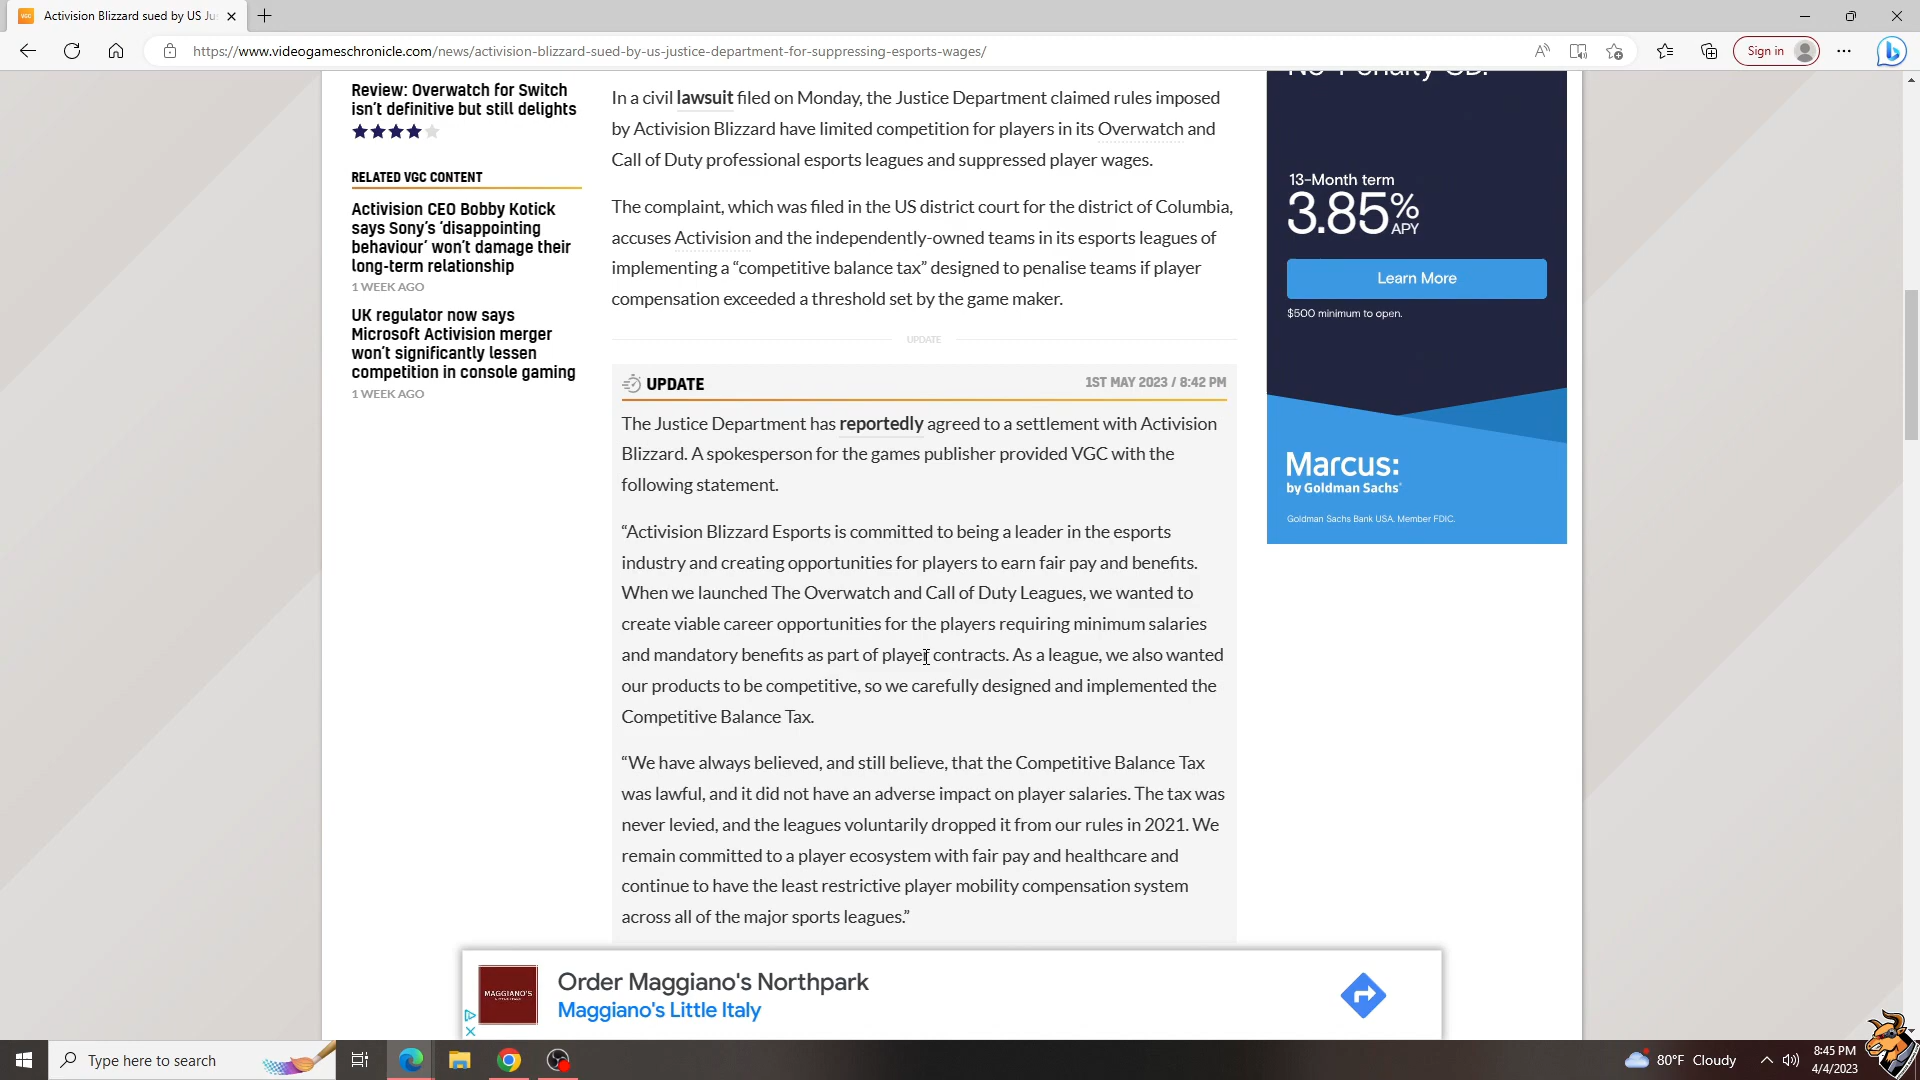 Activision Blizzard sued by US Ju
https://www.videogameschronicle.com/news/activision-blizzard-sued-by-us-justice-department-for-suppressing-esports-wages/
Sign in
Review: Overwatch for Switch
isn't definitive but still delights
RELATED VGC CONTENT
Activision CEO Bobby Kotick
says Sony's 'disappointing
behaviour' won't damage their
long-term relationship
1 WEEK AGO
UK regulator now says
Microsoft Activision merger
won't significantly lessen
competition in console gaming
1 WEEK AGO
In a civil lawsuit filed on Monday, the Justice Department claimed rules imposed
by Activision Blizzard have limited competition for players in its Overwatch and
Call of Duty professional esports leagues and suppressed player wages.
The complaint, which was filed in the US district court for the district of Columbia,
accuses Activision and the independently-owned teams in its esports leagues of
implementing a “competitive balance tax” designed to penalise teams if player
compensation exceeded a threshold set by the game maker.
UPDATE
UPDATE 1ST MAY 2023 / 8:42 PM
The Justice Department has reportedly agreed to a settlement with Activision
Blizzard. A spokesperson for the games publisher provided VGC with the
following statement.
“Activision Blizzard Esports is committed to being a leader in the esports
industry and creating opportunities for players to earn fair pay and benefits.
When we launched The Overwatch and Call of Duty Leagues, we wanted to
create viable career opportunities for the players requiring minimum salaries
and mandatory benefits as part of player contracts. As a league, we also wanted
our products to be competitive, so we carefully designed and implemented the
Competitive Balance Tax.
“We have always believed, and still believe, that the Competitive Balance Tax
was lawful, and it did not have an adverse impact on player salaries. The tax was
never levied, and the leagues voluntarily dropped it from our rules in 2021. We
remain committed to a player ecosystem with fair pay and healthcare and
continue to have the least restrictive player mobility compensation system
across all of the major sports leagues.”
13-Month term
3.85% APY
Learn More
$500 minimum to open.
Marcus:
by Goldman Sachs®
Goldman Sachs Bank USA. Member FDIC.
MAGGIANO'S
Order Maggiano's Northpark
Maggiano's Little Italy
Type here to search
80°F Cloudy
8:45 PM
4/4/2023